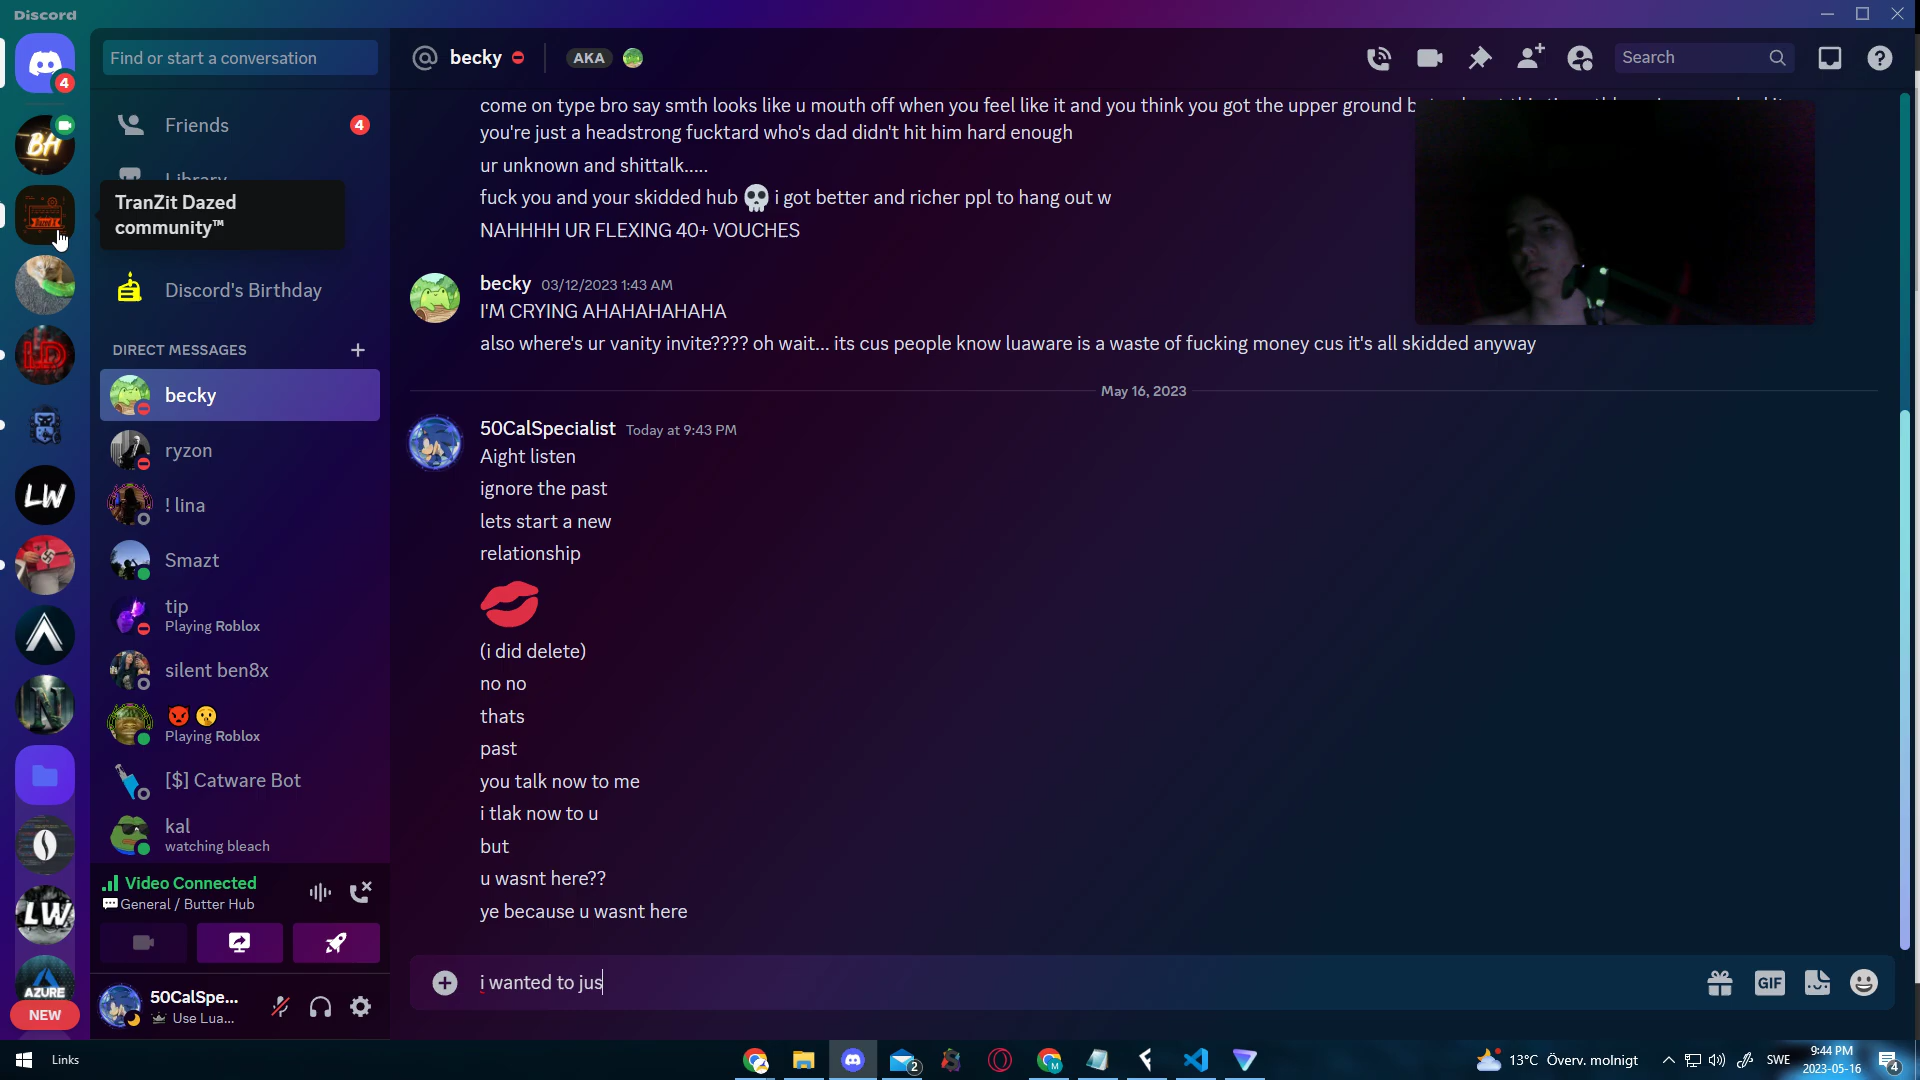 Discord
Find or start a conversation
becky
AKA
Search
4
Friends
4
TranZit Dazed
community™
Discord's Birthday
DIRECT MESSAGES
becky
ryzon
! lina
Smazt
tip
Playing Roblox
silent ben8x
Playing Roblox
[$] Catware Bot
kal
watching bleach
Video Connected
General / Butter Hub
50CalSpe...
Use Lua...
BH
LD
LW
N
LW
AZURE
NEW
come on type bro say smth looks like u mouth off when you feel like it and you think you got the upper ground
you're just a headstrong fucktard who's dad didn't hit him hard enough
ur unknown and shittalk.....
fuck you and your skidded hub 💀 i got better and richer ppl to hang out w
NAHHHH UR FLEXING 40+ VOUCHES
becky 03/12/2023 1:43 AM
I'M CRYING AHAHAHAHAHA
also where's ur vanity invite???? oh wait... its cus people know luaware is a waste of fucking money cus it's all skidded anyway
May 16, 2023
50CalSpecialist Today at 9:43 PM
Aight listen
ignore the past
lets start a new
relationship
(i did delete)
no no
thats
past
you talk now to me
i tlak now to u
but
u wasnt here??
ye because u wasnt here
i wanted to jus
GIF
Links
2
13°C Överv. molnigt
SWE
9:44 PM
2023-05-16
4